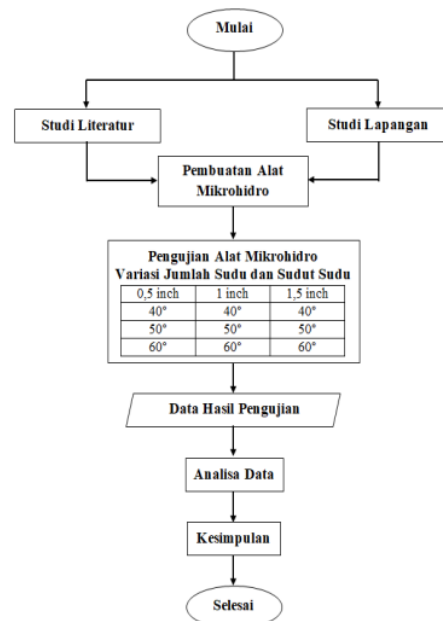 Mulai
Studi Literatur
Studi Lapangan
Pembuatan Alat
Mikrohidro
Pengujian Alat Mikrohidro
Variasi Jumlah Sudu dan Sudut Sudu
0,5 inch 1 inch 1,5 inch
40° 40° 40°
50° 50° 50°
60° 60° 60°
Data Hasil Pengujian
Analisa Data
Kesimpulan
Selesai